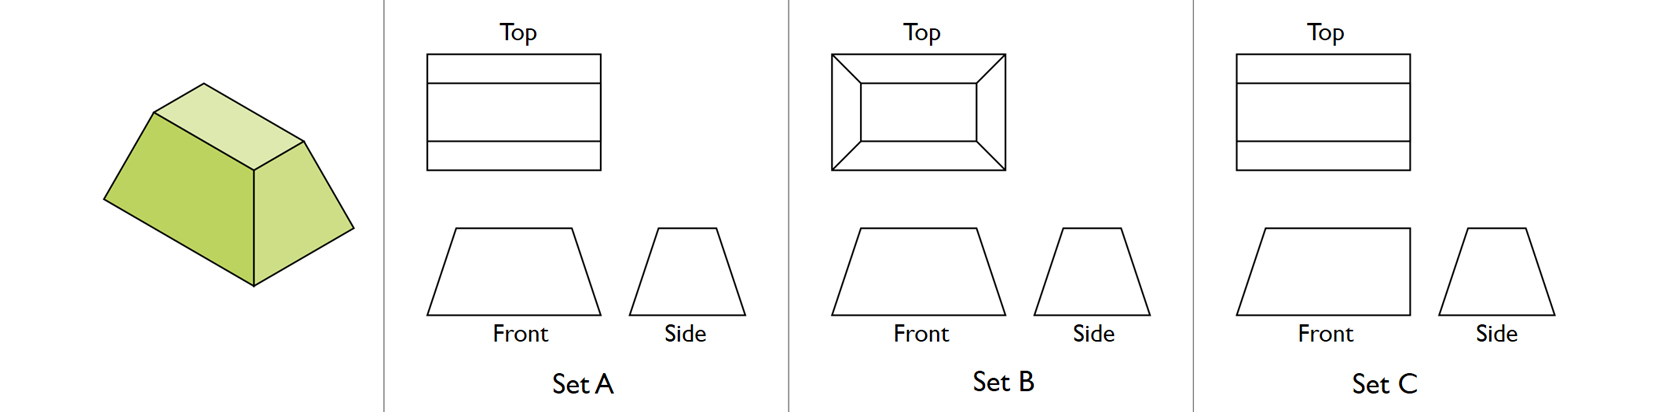 Top
Front
Side
Set A
Top
Front
Side
Set B
Top
Front
Side
Set C